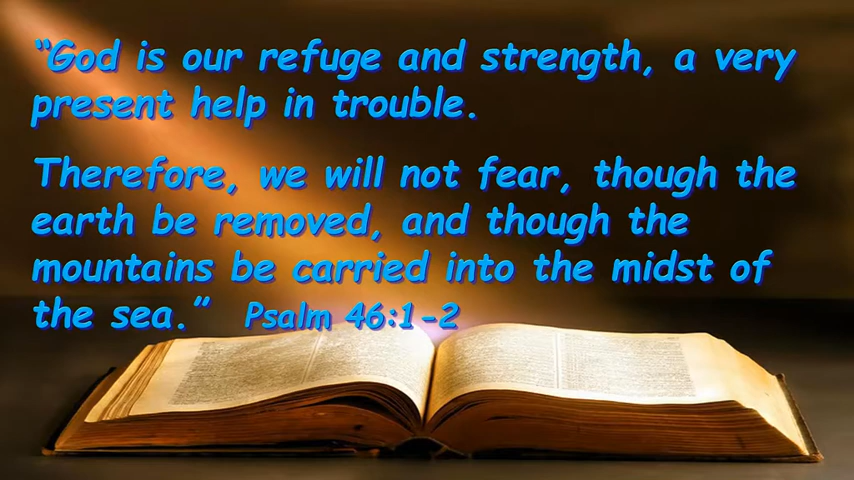 “God is our refuge and strength, a very
present help in trouble.
Therefore, we will not fear, though the
earth be removed, and though the
mountains be carried into the midst of
the sea.” Psalm 46:1-2